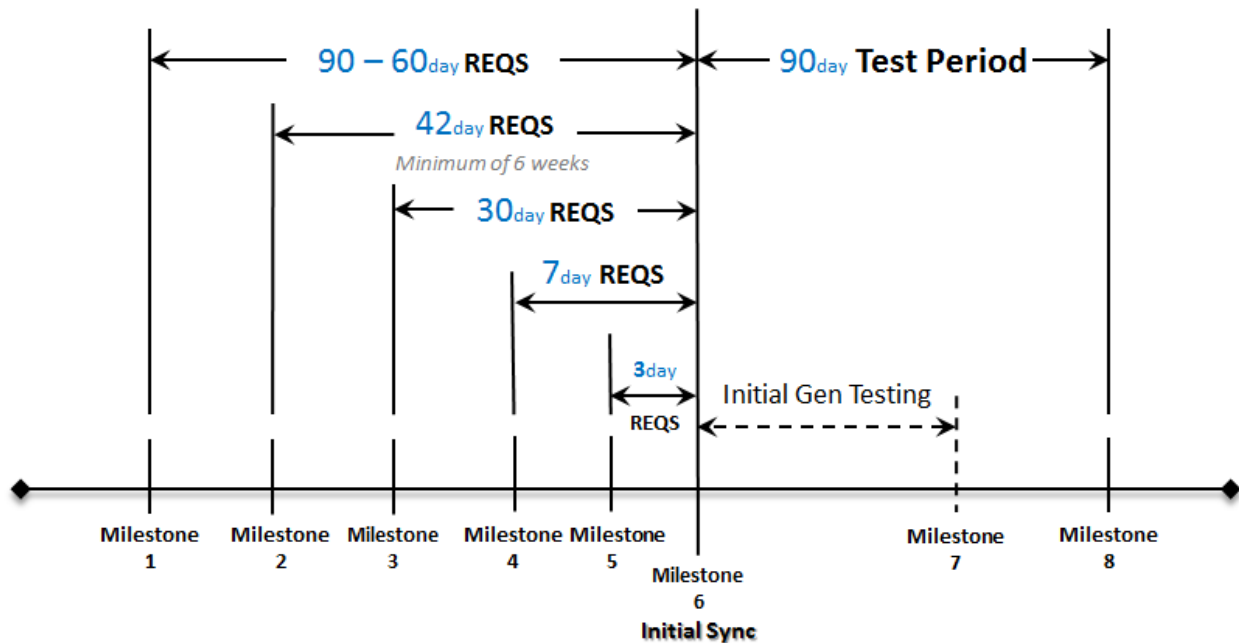 90 – 60day REQS
90day Test Period
42day REQS
Minimum of 6 weeks
30day REQS
7day REQS
3day
REQS
Initial Gen Testing
Milestone
1
Milestone
2
Milestone
3
Milestone
4
Milestone
5
Milestone
6
Initial Sync
Milestone
7
Milestone
8